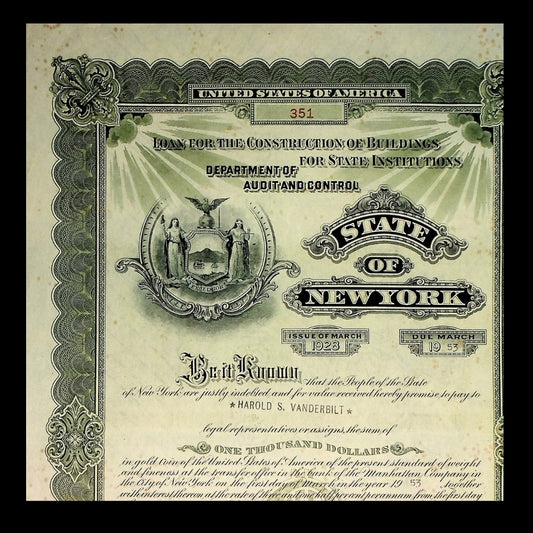 UNITED STATES OF AMERICA
351
LOAN FOR THE CONSTRUCTION OF BUILDINGS
FOR STATE INSTITUTIONS
DEPARTMENT OF
AUDIT AND CONTROL
STATE
OF
NEW YORK
ISSUE OF MARCH
1928
DUE MARCH
1953
Be it Known that the People of the State
of New York are justly indebted and for value received hereby promise to pay to
*HAROLD S. VANDERBILT*
legal representatives or assigns, the sum of
ONE THOUSAND DOLLARS
in gold Coin of the United States of America of the present standard of weight
and fineness at the transfer office in the Bank of the Manhattan Company in
the City of New York on the first day of March in the year 1953, together
with interest thereon at the rate of three and one half per cent per annum from the first day